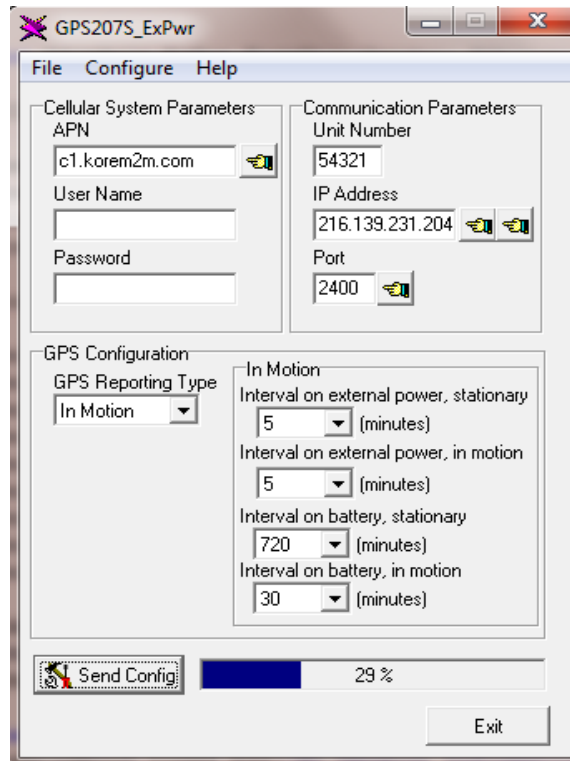 GPS207S_ExPwr
File Configure Help
Cellular System Parameters
APN
c1.korem2m.com
User Name
Password
Communication Parameters
Unit Number
54321
IP Address
216.139.231.204
Port
2400
GPS Configuration
GPS Reporting Type
In Motion
In Motion
Interval on external power, stationary
5 (minutes)
Interval on external power, in motion
5 (minutes)
Interval on battery, stationary
720 (minutes)
Interval on battery, in motion
30 (minutes)
Send Config 29 %
Exit